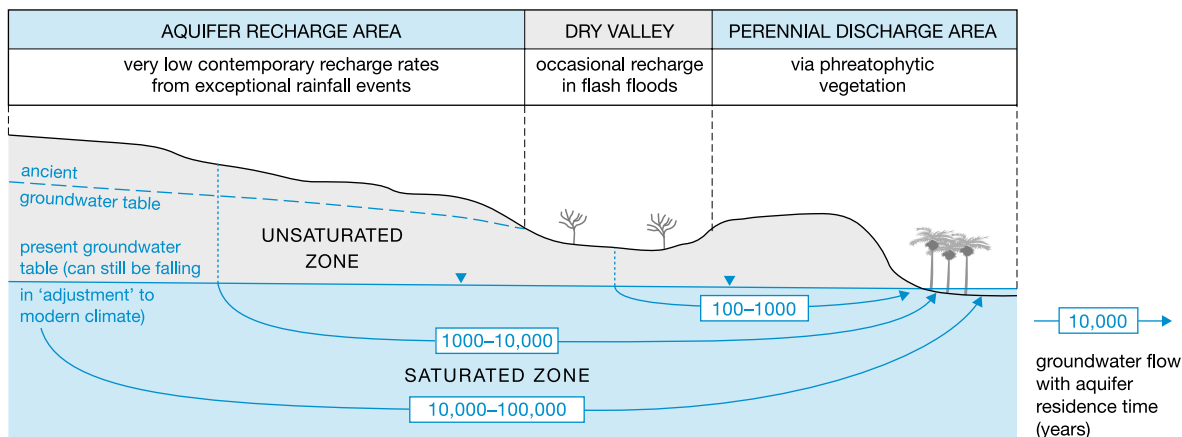 AQUIFER RECHARGE AREA
DRY VALLEY
PERENNIAL DISCHARGE AREA
very low contemporary recharge rates
from exceptional rainfall events
occasional recharge
in flash floods
via phreatophytic
vegetation
ancient
groundwater table
UNSATURATED
ZONE
present groundwater
table (can still be falling
in ‘adjustment’ to
modern climate)
100–1000
1000–10,000
SATURATED ZONE
10,000–100,000
10,000
groundwater flow
with aquifer
residence time
(years)